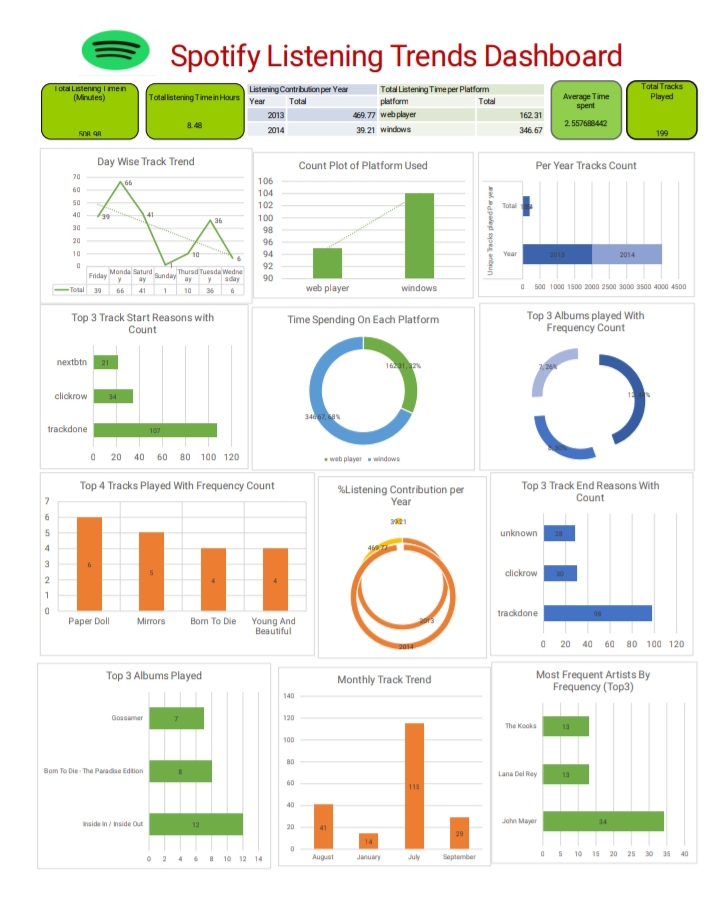 Spotify Listening Trends Dashboard
Total Listening Time in
(Minutes)
508.98
Total listening Time in Hours
8.48
Listening Contribution per Year
Year Total
2013 469.77
2014 39.21
Total Listening Time per Platform
platform Total
web player 162.31
windows 346.67
Average Time
spent
2.557688442
Total Tracks
Played
199
Day Wise Track Trend
70
60
50
40
30
20
10
0
39
66
41
1
10
36
6
Friday Monday Saturday Sunday Thursday Tuesday Wednesday
Total 39 66 41 1 10 36 6
Count Plot of Platform Used
106
104
102
100
98
96
94
92
90
web player windows
Per Year Tracks Count
Unique Tracks played Per year
Total
Year 2013 2014
0 500 1000 1500 2000 2500 3000 3500 4000 4500
Top 3 Track Start Reasons with
Count
nextbtn 21
clickrow 34
trackdone 107
0 20 40 60 80 100 120
Time Spending On Each Platform
162.31, 32%
346.67, 68%
web player windows
Top 3 Albums played With
Frequency Count
7, 26%
Top 4 Tracks Played With Frequency Count
7
6
5
4
3
2
1
0
6 5 4 4
Paper Doll Mirrors Born To Die Young And
Beautiful
%Listening Contribution per
Year
39.21
469.77
2013
2014
Top 3 Track End Reasons With
Count
unknown 28
clickrow 30
trackdone 98
0 20 40 60 80 100 120
Top 3 Albums Played
Gossamer 7
Born To Die - The Paradise Edition 8
Inside In / Inside Out 12
0 2 4 6 8 10 12 14
Monthly Track Trend
140
120
100
80
60
40
20
0
41 14 115 29
August January July September
Most Frequent Artists By
Frequency (Top3)
The Kooks 13
Lana Del Rey 13
John Mayer 34
0 5 10 15 20 25 30 35 40